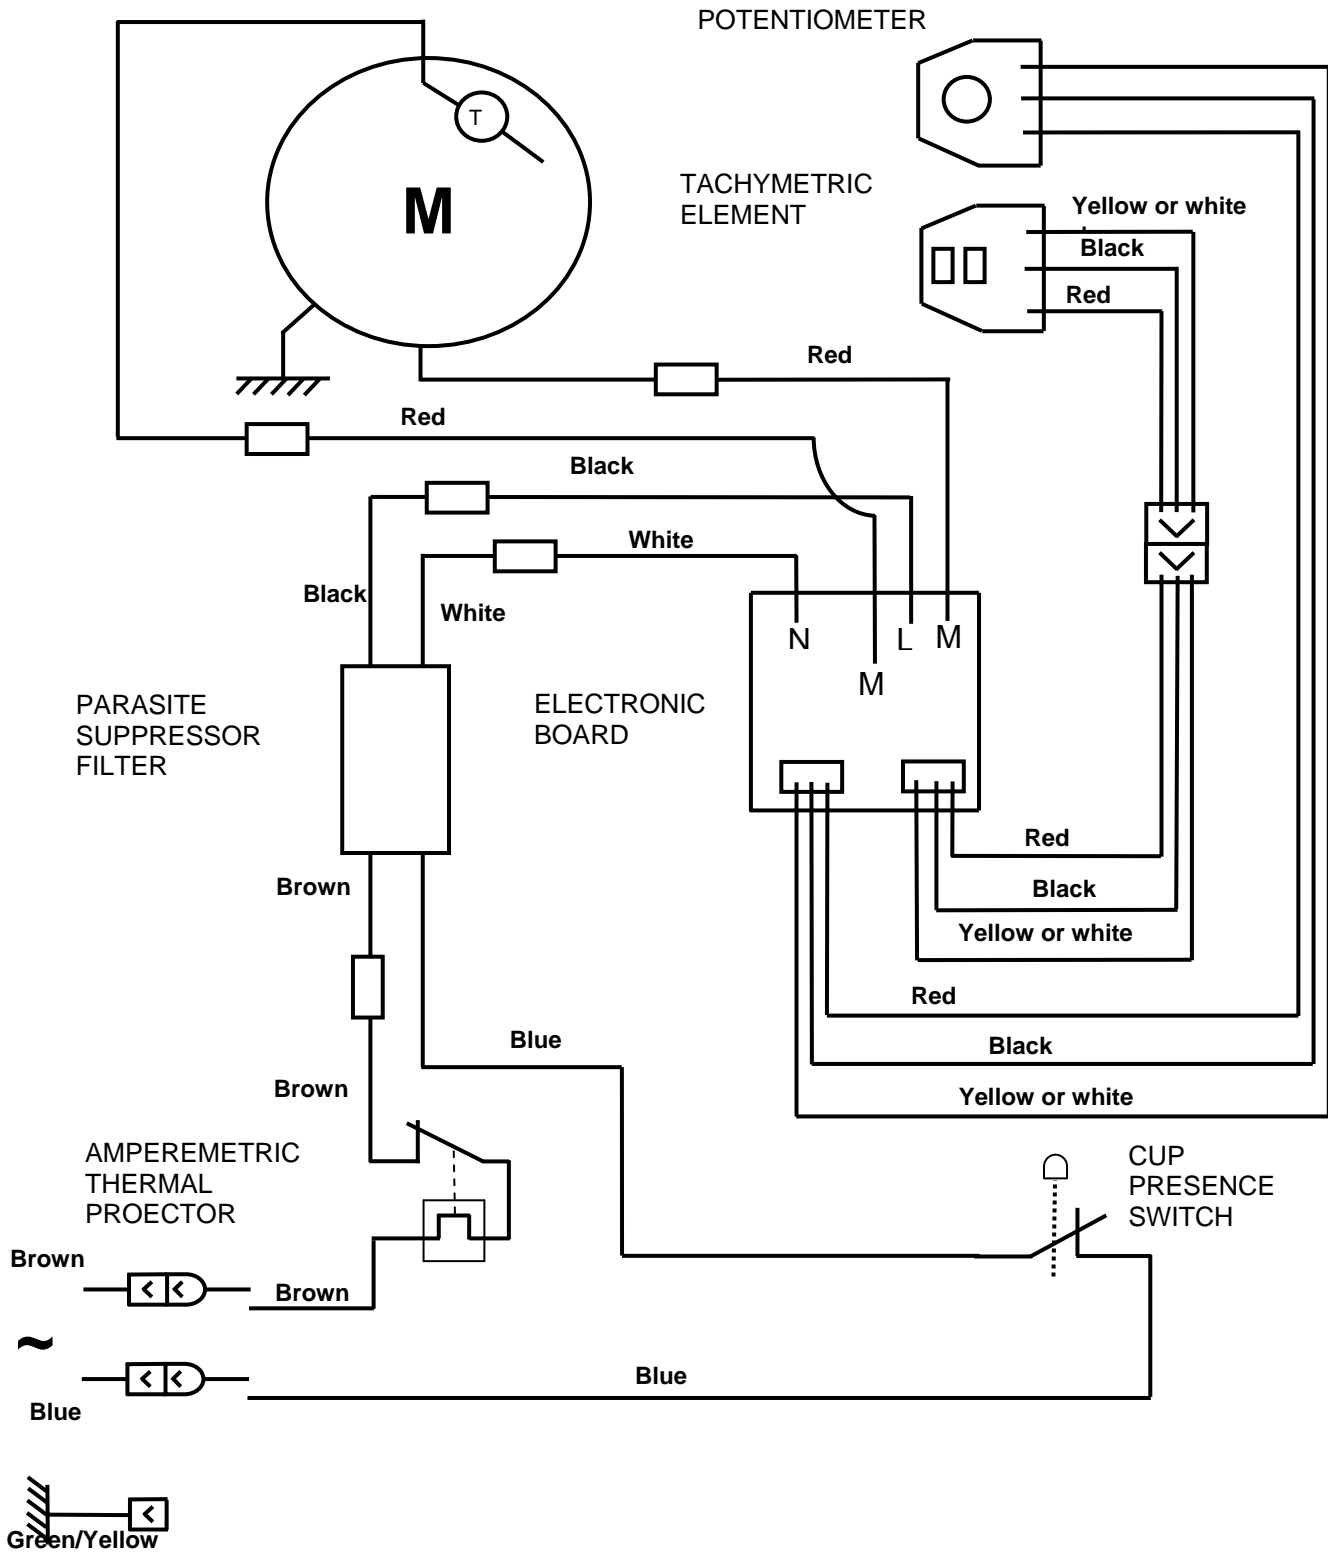 POTENTIOMETER
T
M
TACHYMETRIC
ELEMENT
Yellow or white
Black
Red
Red
Red
Black
White
Black
White
N
L
M
M
PARASITE
SUPPRESSOR
FILTER
ELECTRONIC
BOARD
Red
Brown
Black
Yellow or white
Red
Blue
Black
Brown
Yellow or white
AMPEREMETRIC
THERMAL
PROECTOR
CUP
PRESENCE
SWITCH
Brown
Brown
~
Blue
Blue
Green/Yellow